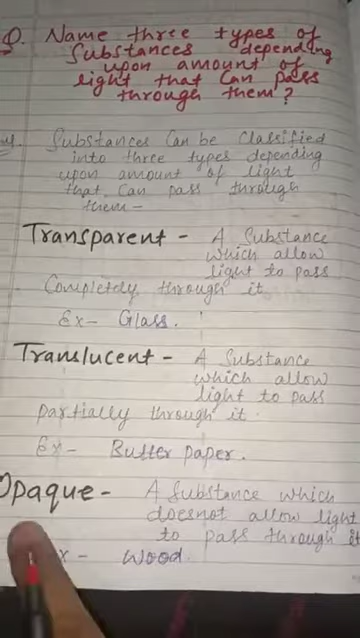 Q. Name three types of
Substances depending
upon amount of
light that can pass
through them?
Substances Can be Classified
into three types depending
upon amount of light
that Can pass through
them-
Transparent - A Substance
which allow
light to pass
Completely through it
Ex- Glass.
Translucent - A Substance
which allow
light to pass
partially through it.
Ex- Butter paper.
Opaque - A Substance which
doesnot allow light
to pass through it
wood.